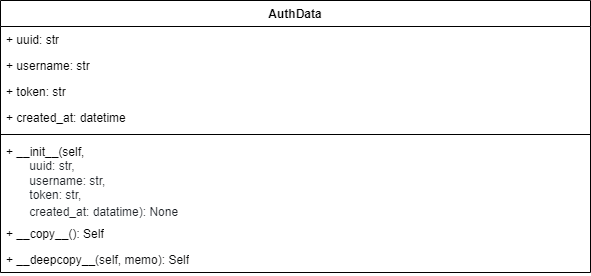 AuthData
+ uuid: str
+ username: str
+ token: str
+ created_at: datetime
+ __init__(self,
uuid: str,
username: str,
token: str,
created_at: datatime): None
+ __copy__(): Self
+ __deepcopy__(self, memo): Self